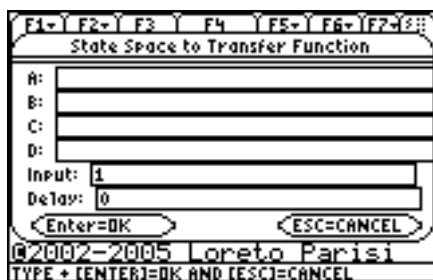 F1- F2- F3 F4 F5- F6- F7-
State Space to Transfer Function
A:
B:
C:
D:
Input: 1
Delay: 0
Enter=OK ESC=CANCEL
©2002-2005 Loreto Parisi
TYPE + [ENTER]=OK AND [ESC]=CANCEL